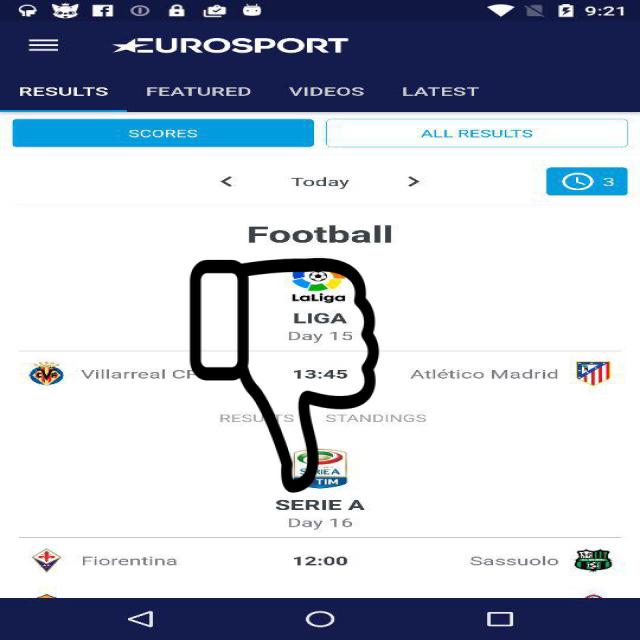 9:21
EUROSPORT
RESULTS FEATURED VIDEOS LATEST
SCORES ALL RESULTS
Today 3
Football
LaLiga
LIGA
Day 15
Villarreal 13:45 Atlético Madrid
RESULTS STANDINGS
SERIE A
TIM
SERIE A
Day 16
Fiorentina 12:00 Sassuolo